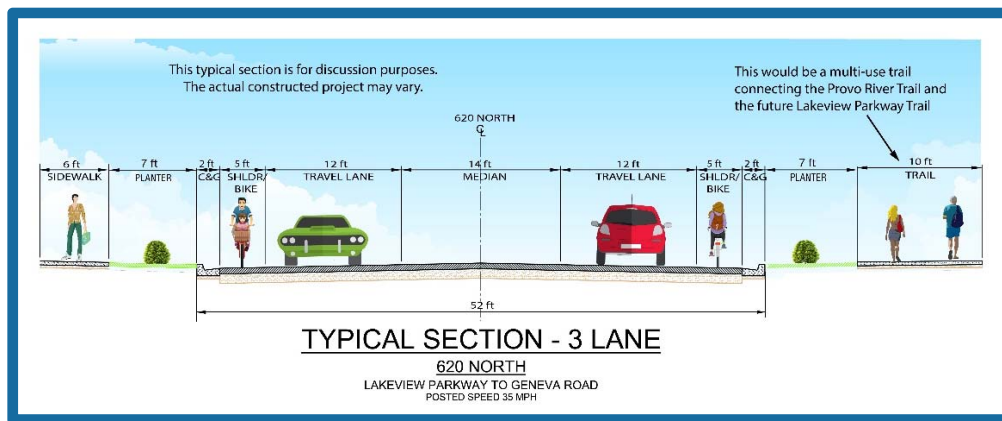 This typical section is for discussion purposes.
The actual constructed project may vary.
This would be a multi-use trail
connecting the Provo River Trail and
the future Lakeview Parkway Trail
620 NORTH
℄
6 ft
SIDEWALK
7 ft
PLANTER
2 ft
C&G
5 ft
SHLDR/
BIKE
12 ft
TRAVEL LANE
14 ft
MEDIAN
12 ft
TRAVEL LANE
5 ft
SHLDR/
BIKE
2 ft
C&G
7 ft
PLANTER
10 ft
TRAIL
52 ft
TYPICAL SECTION - 3 LANE
620 NORTH
LAKEVIEW PARKWAY TO GENEVA ROAD
POSTED SPEED 35 MPH